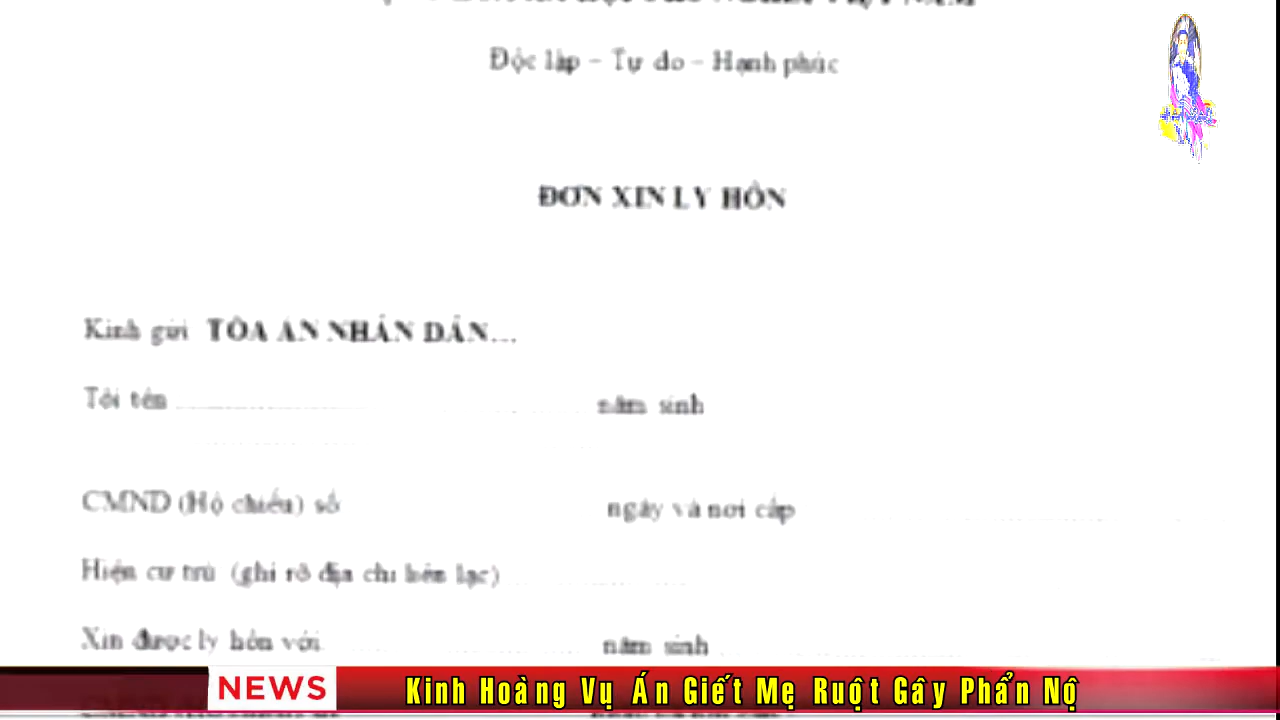 Độc lập - Tự do - Hạnh phúc
ĐƠN XIN LY HÔN
Kính gửi TÒA ÁN NHÂN DÂN...
Tôi tên năm sinh
CMND (Hộ chiếu) số ngày và nơi cấp
Hiện cư trú (ghi rõ địa chỉ liên lạc)
Xin được ly hôn với năm sinh
NEWS Kinh Hoàng Vụ Án Giết Mẹ Ruột Gây Phẩn Nộ